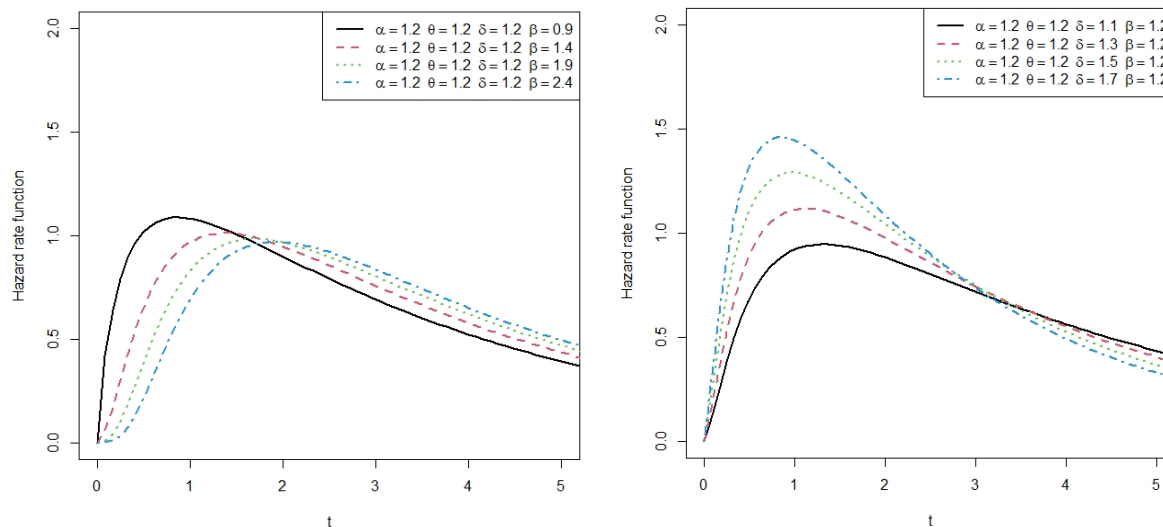 α = 1.2 θ = 1.2 δ = 1.2 β = 0.9
α = 1.2 θ = 1.2 δ = 1.2 β = 1.4
α = 1.2 θ = 1.2 δ = 1.2 β = 1.9
α = 1.2 θ = 1.2 δ = 1.2 β = 2.4
Hazard rate function
2.0
1.5
1.0
0.5
0.0
0 1 2 3 4 5
t
α = 1.2 θ = 1.2 δ = 1.1 β = 1.2
α = 1.2 θ = 1.2 δ = 1.3 β = 1.2
α = 1.2 θ = 1.2 δ = 1.5 β = 1.2
α = 1.2 θ = 1.2 δ = 1.7 β = 1.2
Hazard rate function
2.0
1.5
1.0
0.5
0.0
0 1 2 3 4 5
t